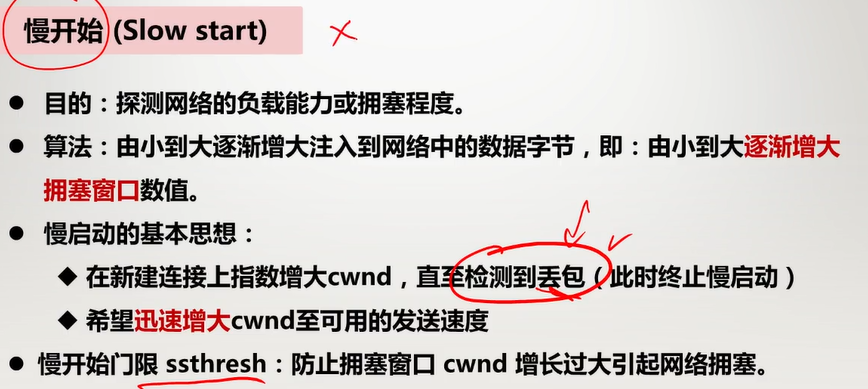 慢开始 (Slow start)
● 目的：探测网络的负载能力或拥塞程度。
● 算法：由小到大逐渐增大注入到网络中的数据字节，即：由小到大逐渐增大
拥塞窗口数值。
● 慢启动的基本思想：
◆ 在新建连接上指数增大cwnd，直至检测到丢包（此时终止慢启动）
◆ 希望迅速增大cwnd至可用的发送速度
● 慢开始门限 ssthresh：防止拥塞窗口 cwnd 增长过大引起网络拥塞。